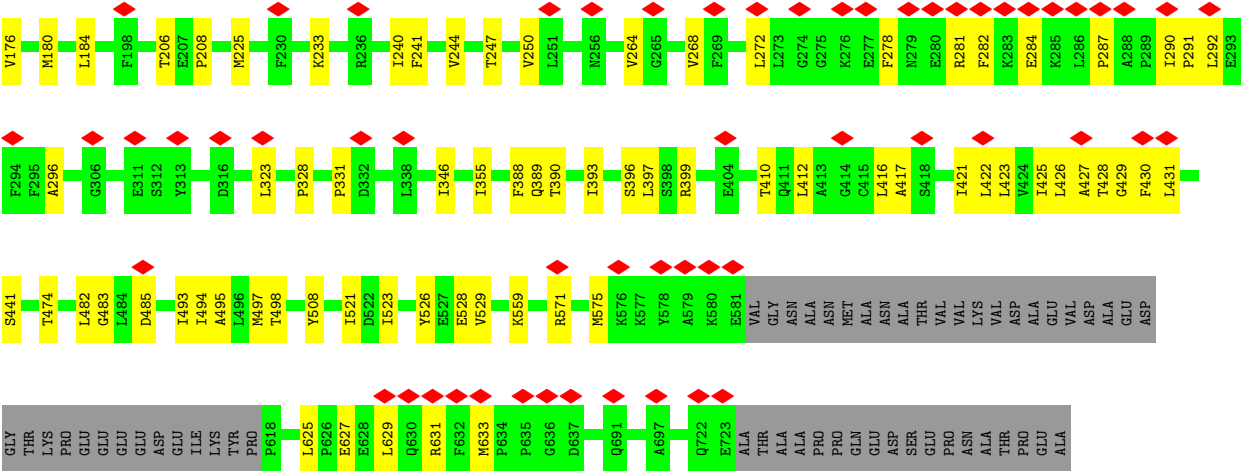 V176 M180 L184 F198 T206 E207 P208 M225 F230 K233 R236 I240 F241 V244 T247 V250 L251 N256 V264 G265 V268 F269 L272 L273 G274 G275 K276 E277 F278 N279 E280 R281 F282 K283 E284 K285 L286 P287 A288 P289 I290 P291 L292 E293
F294 F295 A296 G306 E311 S312 Y313 D316 L323 P328 P331 D332 L338 I346 I355 F388 Q389 T390 I393 S396 L397 S398 R399 E404 T410 Q411 L412 A413 G414 C415 L416 A417 S418 I421 L422 L423 V424 I425 L426 A427 T428 G429 F430 L431
S441 T474 L482 G483 L484 D485 I493 I494 A495 L496 M497 T498 Y508 I521 D522 I523 Y526 E527 E528 V529 K559 R571 M575 K576 K577 Y578 A579 K580 E581 VAL GLY ASN ALA ASN MET ALA ASN ALA THR VAL VAL LYS VAL ASP ALA GLU VAL ASP ALA GLU ASP
GLY THR LYS PRO GLU GLU GLU GLU ASP GLU ILE LYS TYR PRO P618 L625 P626 E627 E628 L629 Q630 R631 F632 M633 P634 P635 G636 D637 Q691 A697 Q722 E723 ALA THR ALA ALA PRO PRO GLN GLU ASP SER GLU PRO ASN ALA THR PRO GLU ALA